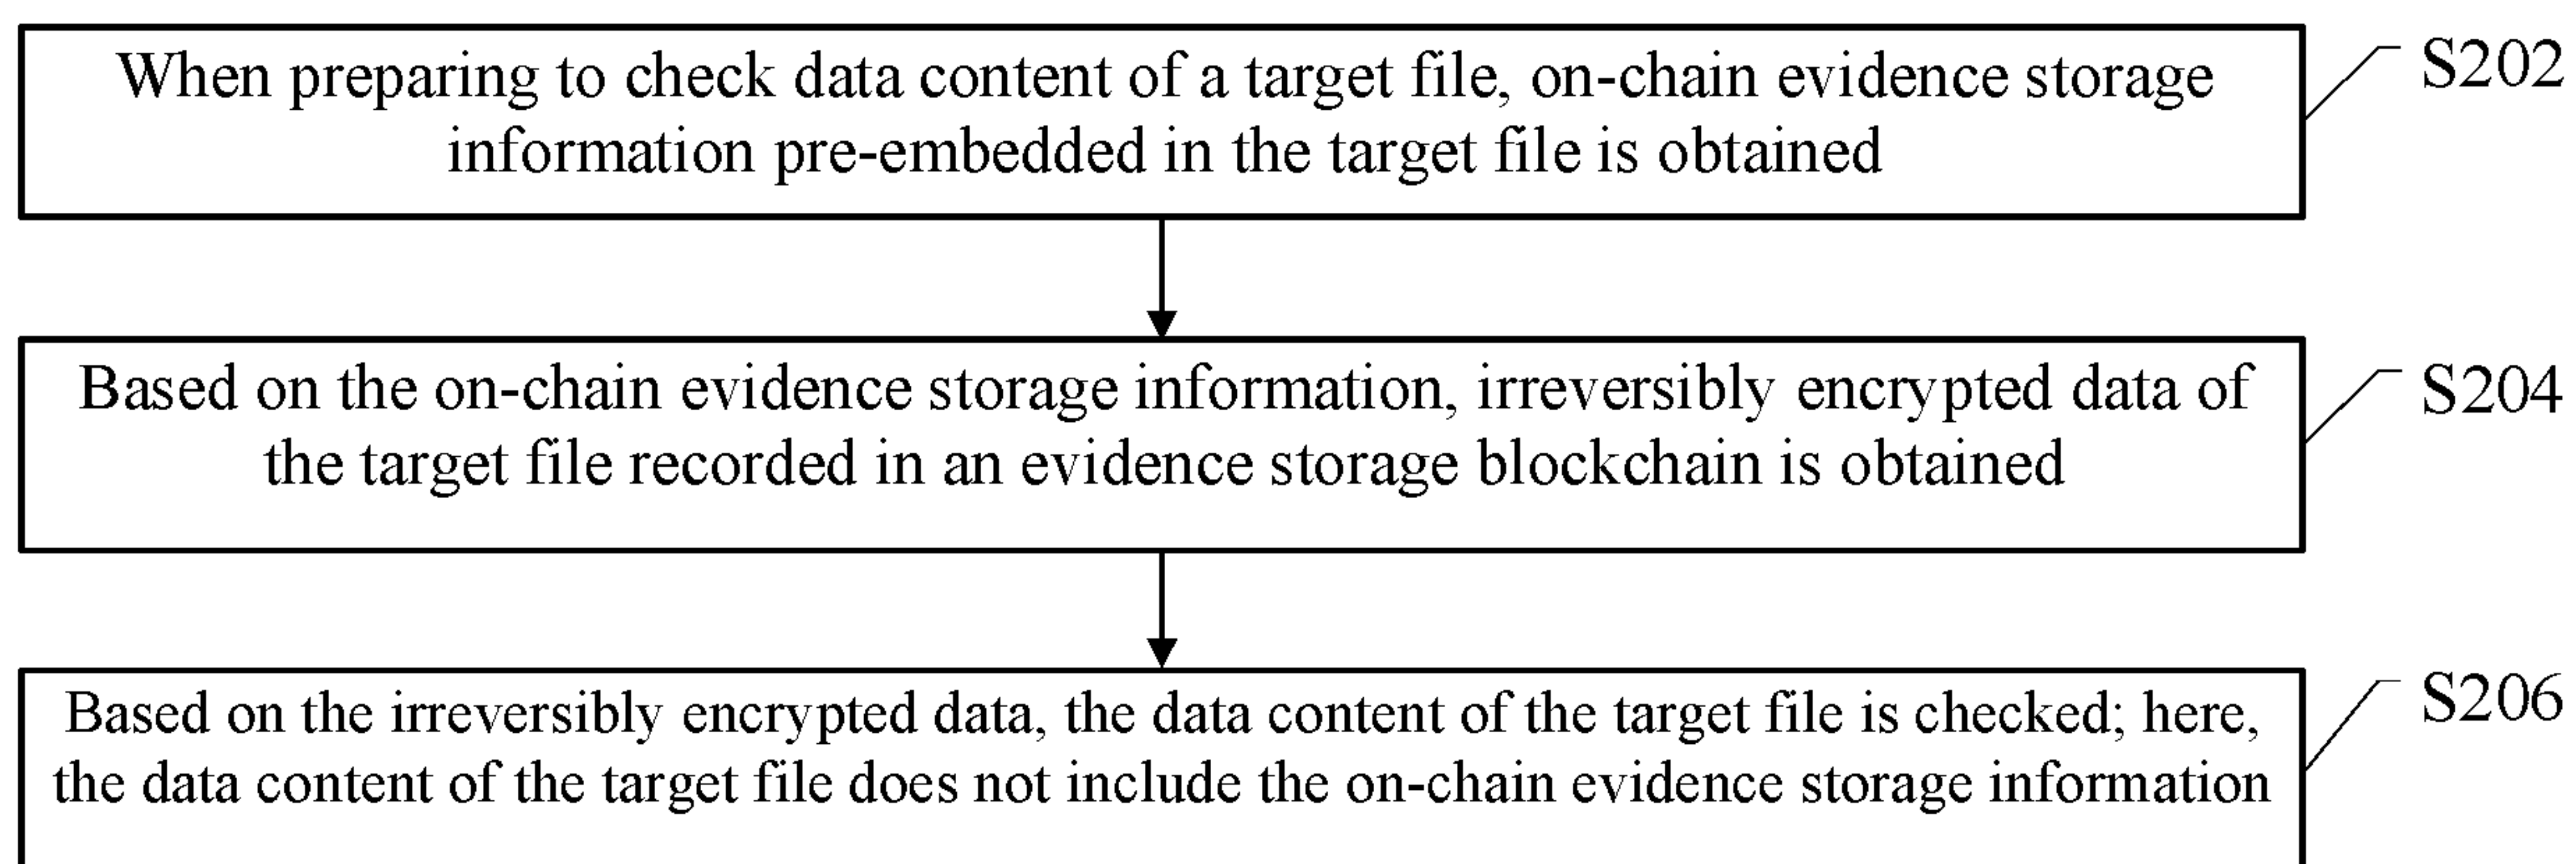 When preparing to check data content of a target file, on-chain evidence storage
information pre-embedded in the target file is obtained
S202
Based on the on-chain evidence storage information, irreversibly encrypted data of
the target file recorded in an evidence storage blockchain is obtained
S204
Based on the irreversibly encrypted data, the data content of the target file is checked; here,
the data content of the target file does not include the on-chain evidence storage information
S206